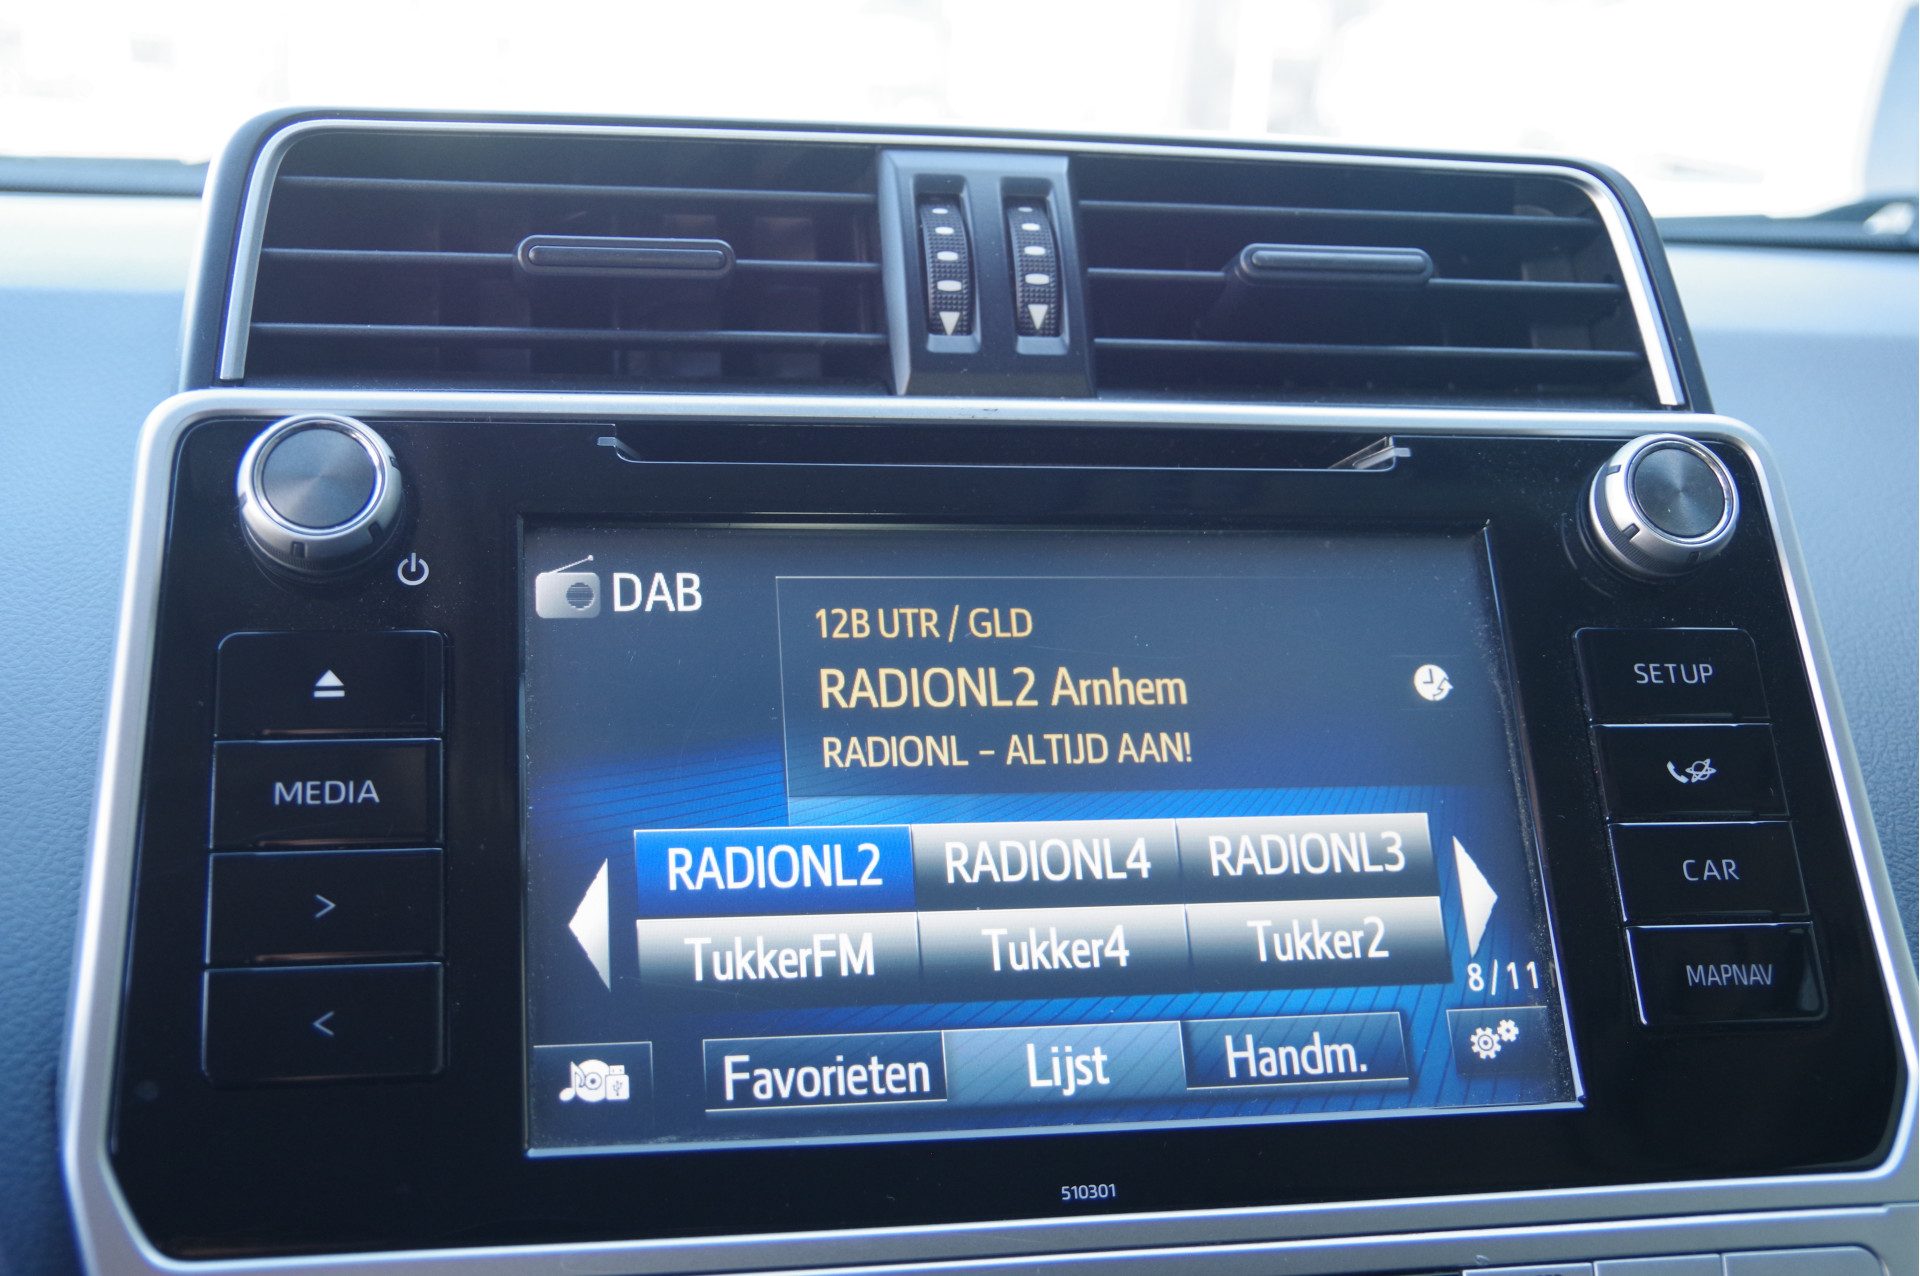 DAB
12B UTR / GLD
RADIONL2 Arnhem
RADIONL - ALTIJD AAN!
MEDIA
>
<
RADIONL2 RADIONL4 RADIONL3
TukkerFM Tukker4 Tukker2
8/11
Favorieten Lijst Handm.
SETUP
CAR
MAPNAV
510301